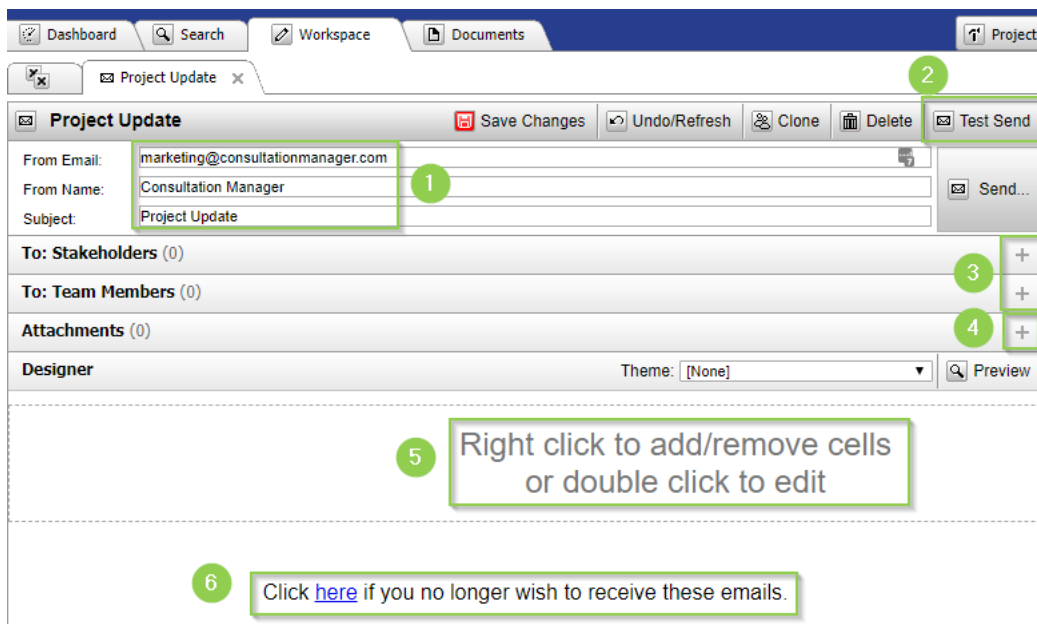 Dashboard Search Workspace Documents Project
Project Update
2
Project Update Save Changes Undo/Refresh Clone Delete Test Send
From Email: marketing@consultationmanager.com
From Name: Consultation Manager 1 Send...
Subject: Project Update
To: Stakeholders (0)
3
To: Team Members (0)
Attachments (0) 4
Designer Theme: [None] Preview
Right click to add/remove cells
5
or double click to edit
6 Click here if you no longer wish to receive these emails.